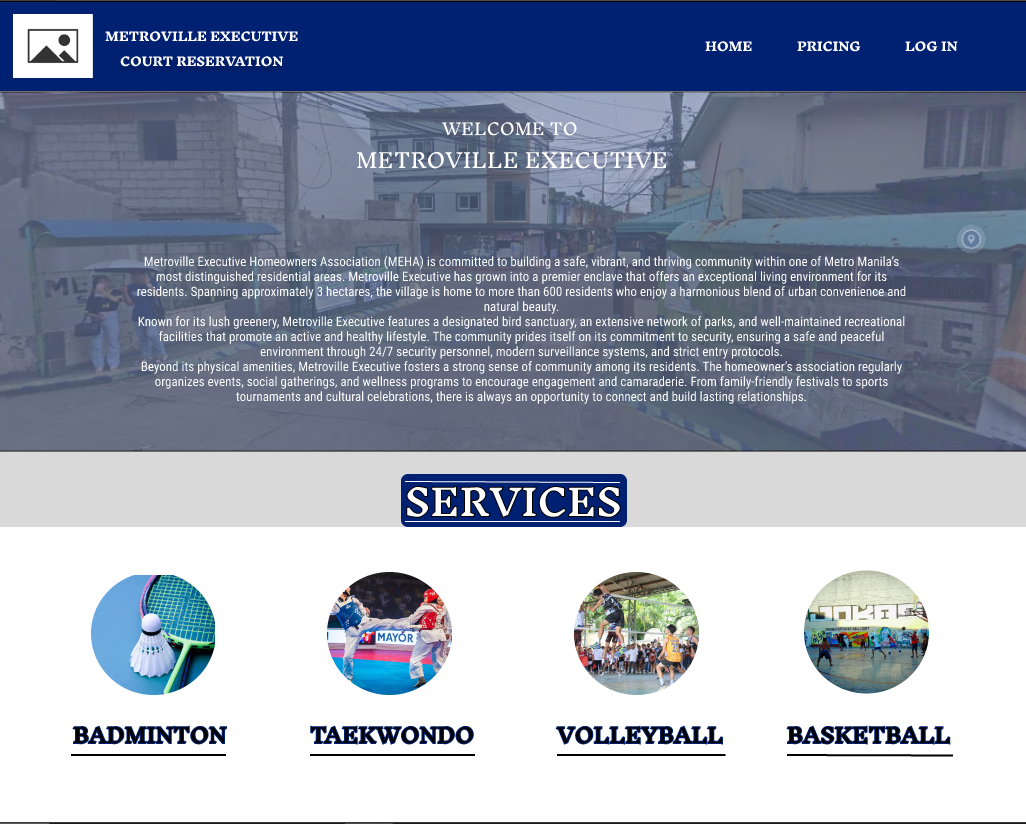 METROVILLE EXECUTIVE
COURT RESERVATION
HOME PRICING LOG IN
WELCOME TO
METROVILLE EXECUTIVE
Metroville Executive Homeowners Association (MEHA) is committed to building a safe, vibrant, and thriving community within one of Metro Manila's
most distinguished residential areas. Metroville Executive has grown into a premier enclave that offers an exceptional living environment for its
residents. Spanning approximately 3 hectares, the village is home to more than 600 residents who enjoy a harmonious blend of urban convenience and
natural beauty.
Known for its lush greenery, Metroville Executive features a designated bird sanctuary, an extensive network of parks, and well-maintained recreational
facilities that promote an active and healthy lifestyle. The community prides itself on its commitment to security, ensuring a safe and peaceful
environment through 24/7 security personnel, modern surveillance systems, and strict entry protocols.
Beyond its physical amenities, Metroville Executive fosters a strong sense of community among its residents. The homeowner's association regularly
organizes events, social gatherings, and wellness programs to encourage engagement and camaraderie. From family-friendly festivals to sports
tournaments and cultural celebrations, there is always an opportunity to connect and build lasting relationships.
SERVICES
MAYOR
BADMINTON TAEKWONDO VOLLEYBALL BASKETBALL